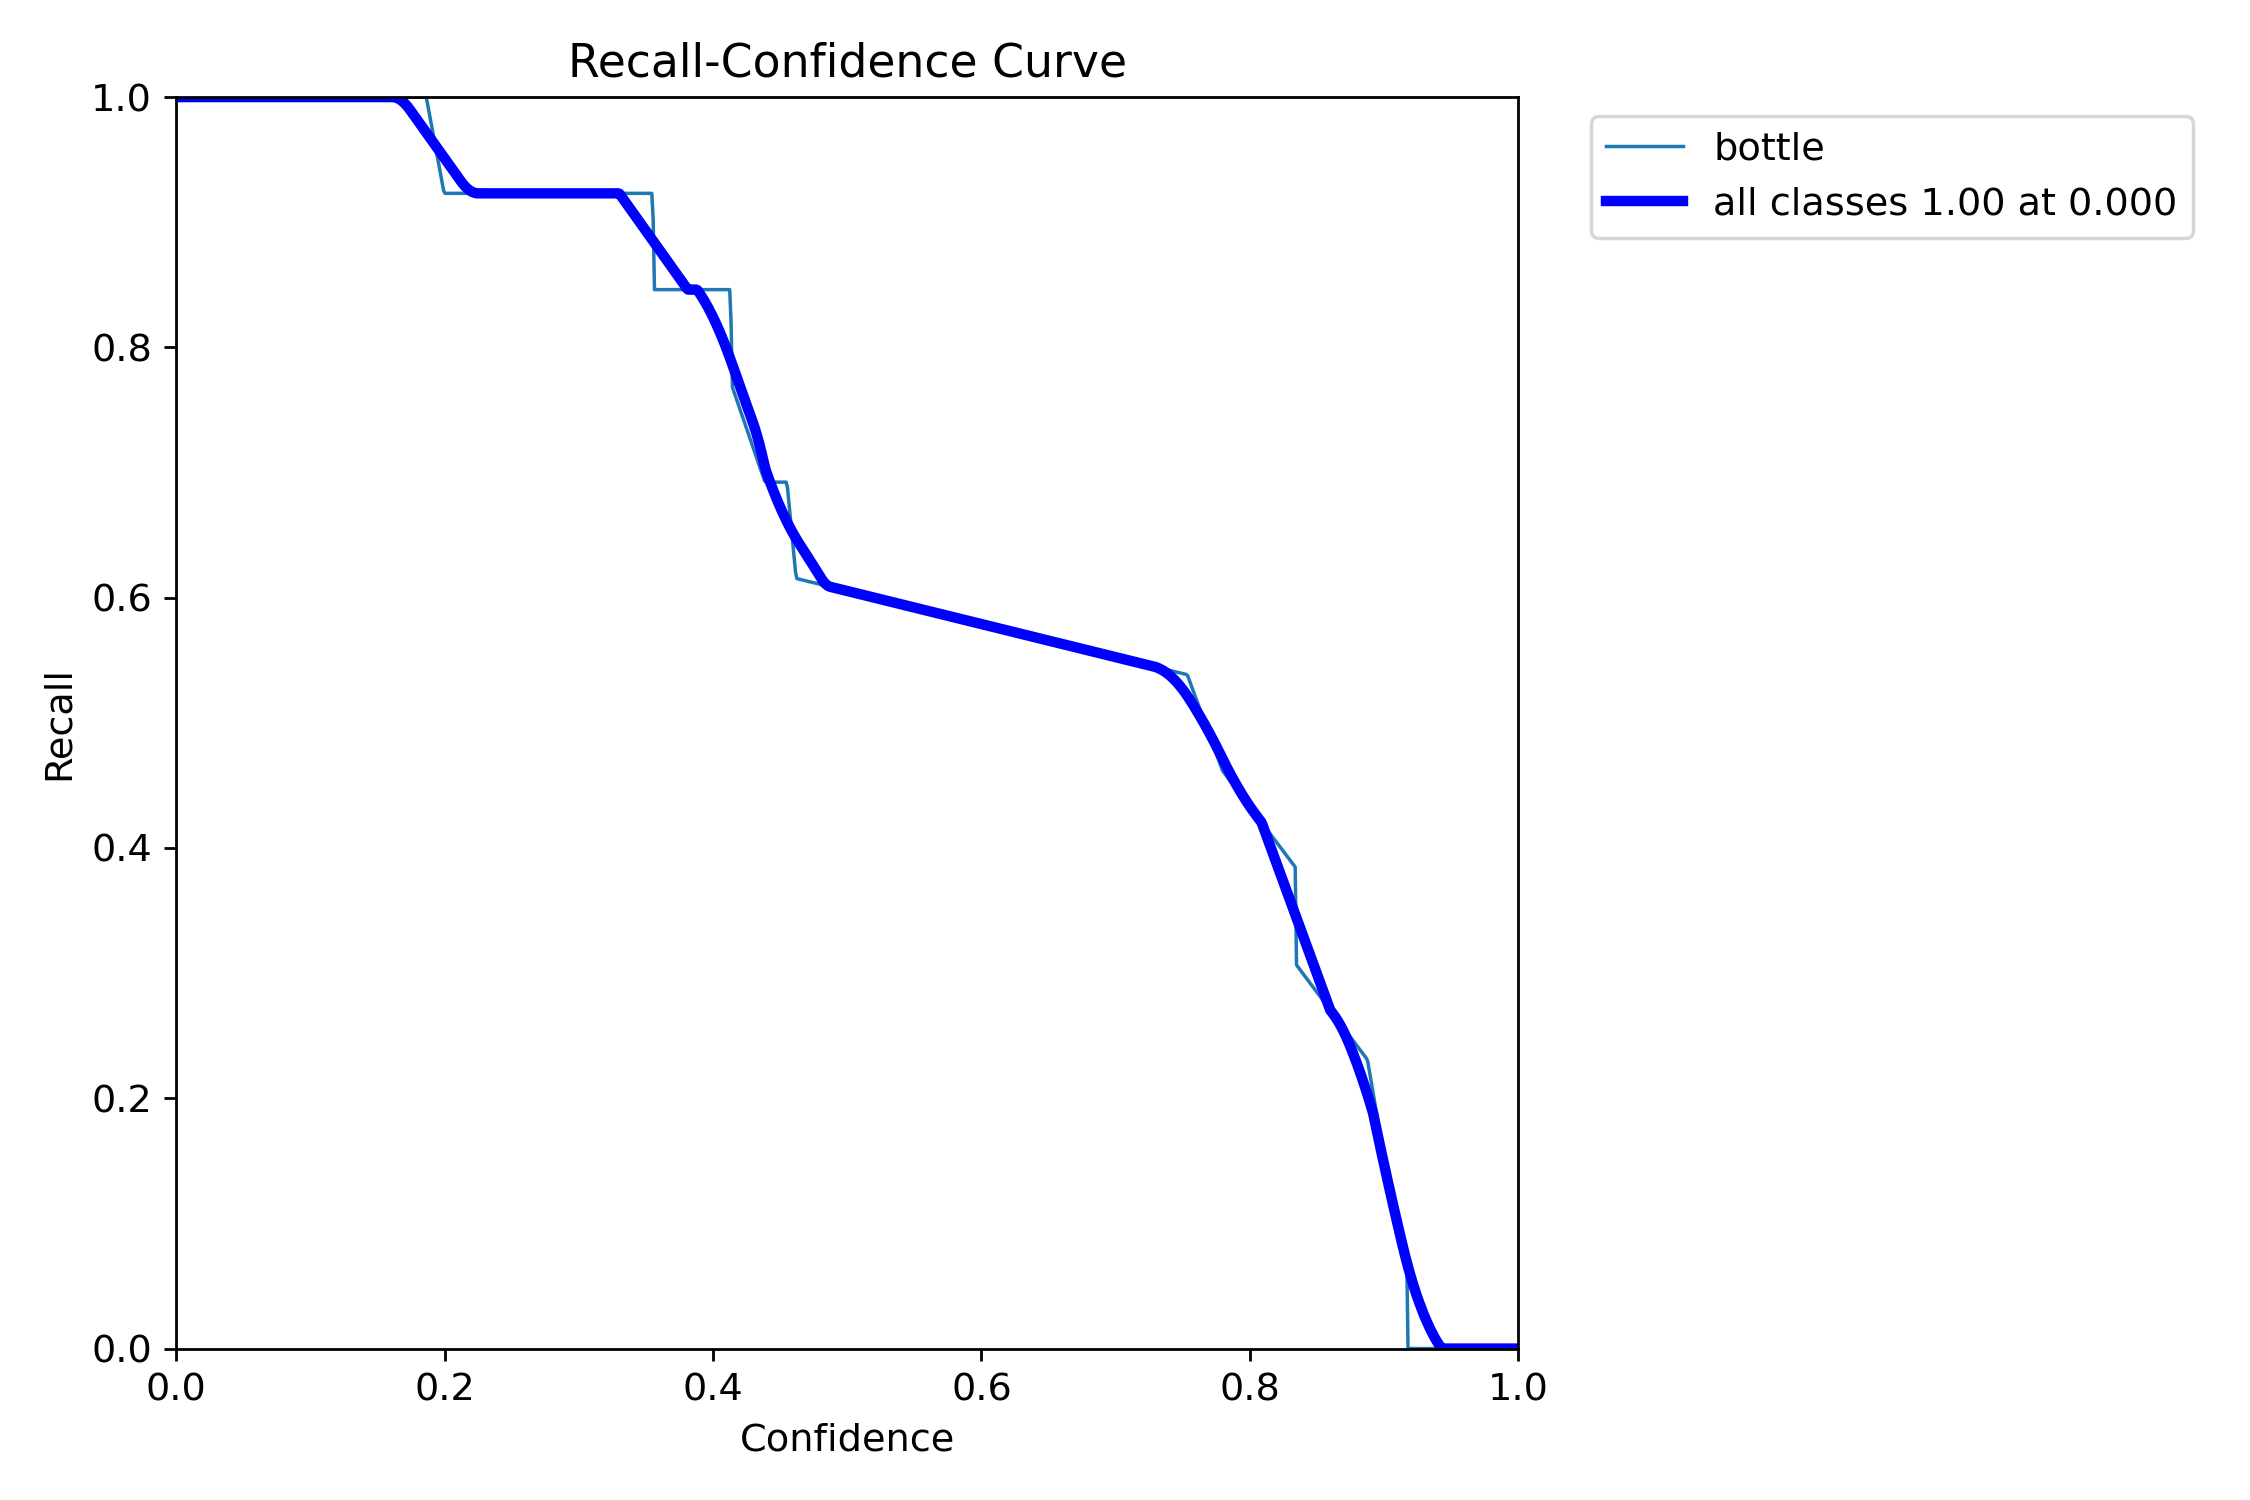 Recall-Confidence Curve
1.0
0.8
0.6
0.4
0.2
0.0
Recall
0.0 0.2 0.4 0.6 0.8 1.0
Confidence
bottle
all classes 1.00 at 0.000